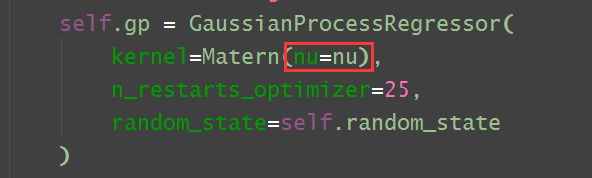 self.gp = GaussianProcessRegressor(
kernel=Matern(nu=nu),
n_restarts_optimizer=25,
random_state=self.random_state
)